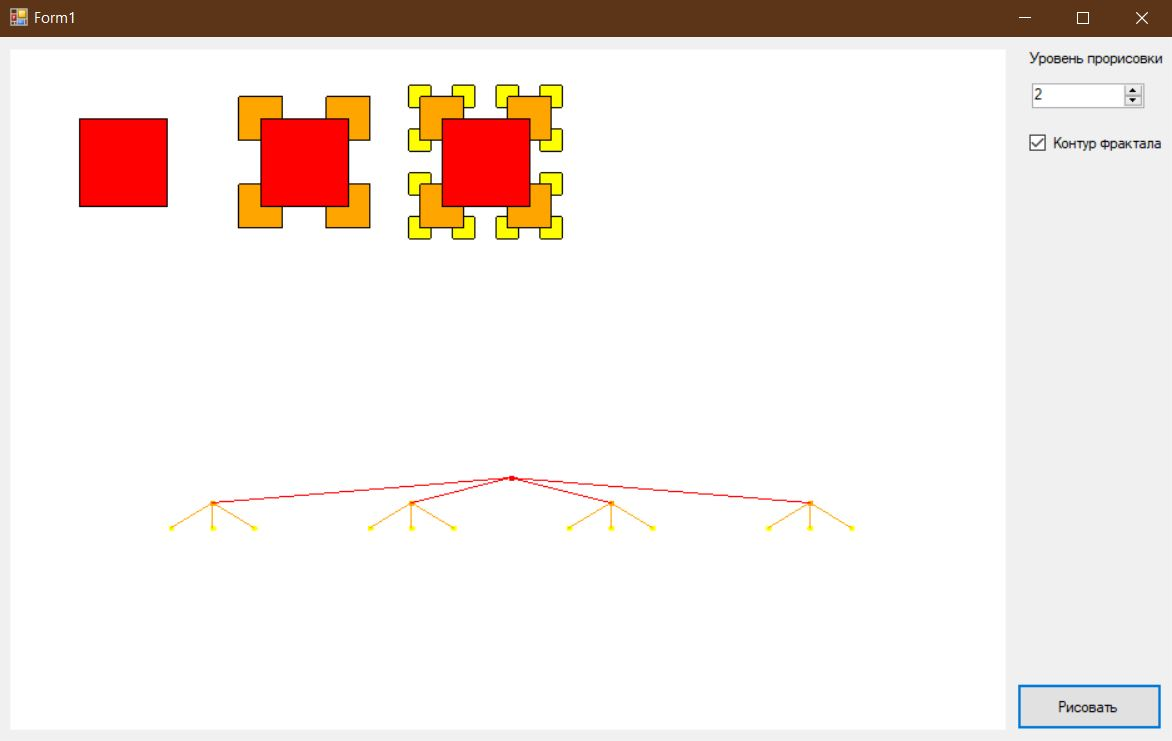 Form1
Уровень прорисовки
2
Контур фрактала
Рисовать